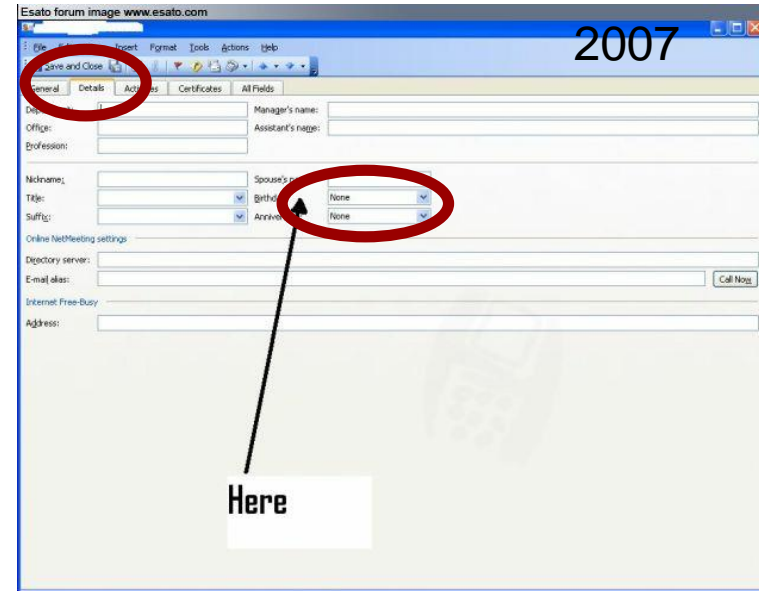 Esato forum image www.esato.com
2007
File Insert Format Tools Actions Help
Save and Close
General Details Certificates All Fields
Manager's name:
Office: Assistant's name:
Profession:
Nickname: Spouse's
Title: None
Suffix: None
Online NetMeeting settings
Directory server:
E-mail alias: Call Now
Internet Free-Busy
Address:
Here